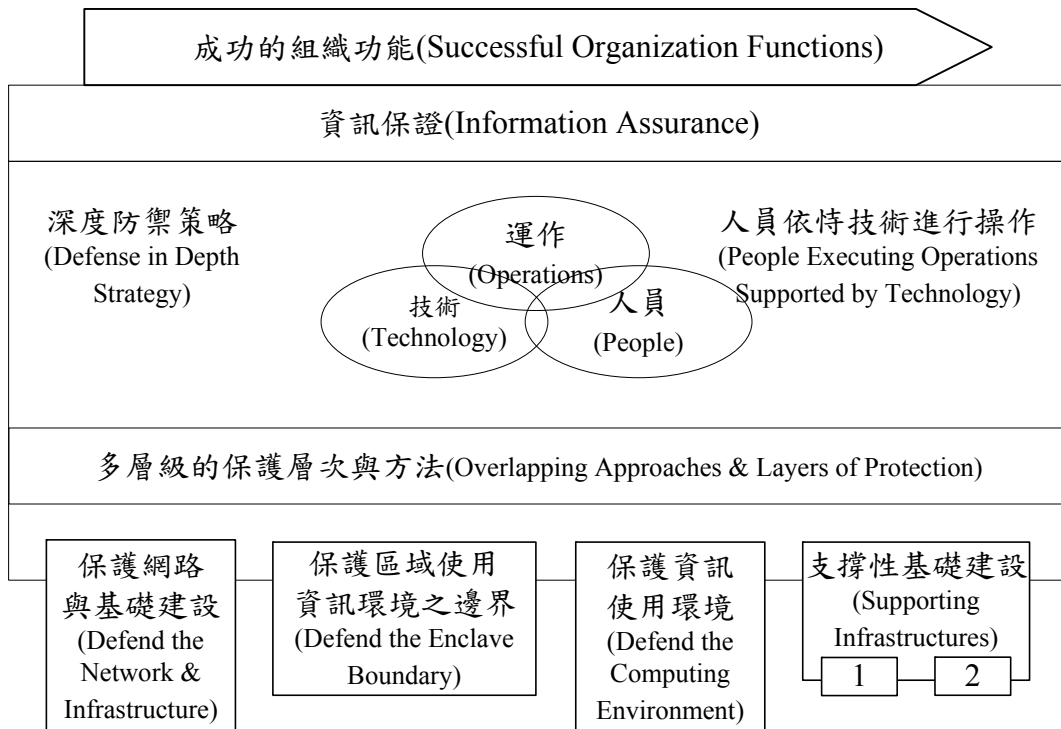 成功的組織功能(Successful Organization Functions)
資訊保證(Information Assurance)
深度防禦策略
(Defense in Depth
Strategy)
運作
(Operations)
技術
(Technology)
人員
(People)
人員依恃技術進行操作
(People Executing Operations
Supported by Technology)
多層級的保護層次與方法(Overlapping Approaches & Layers of Protection)
保護網路
與基礎建設
(Defend the
Network &
Infrastructure)
保護區域使用
資訊環境之邊界
(Defend the Enclave
Boundary)
保護資訊
使用環境
(Defend the
Computing
Environment)
支撐性基礎建設
(Supporting
Infrastructures)
1
2